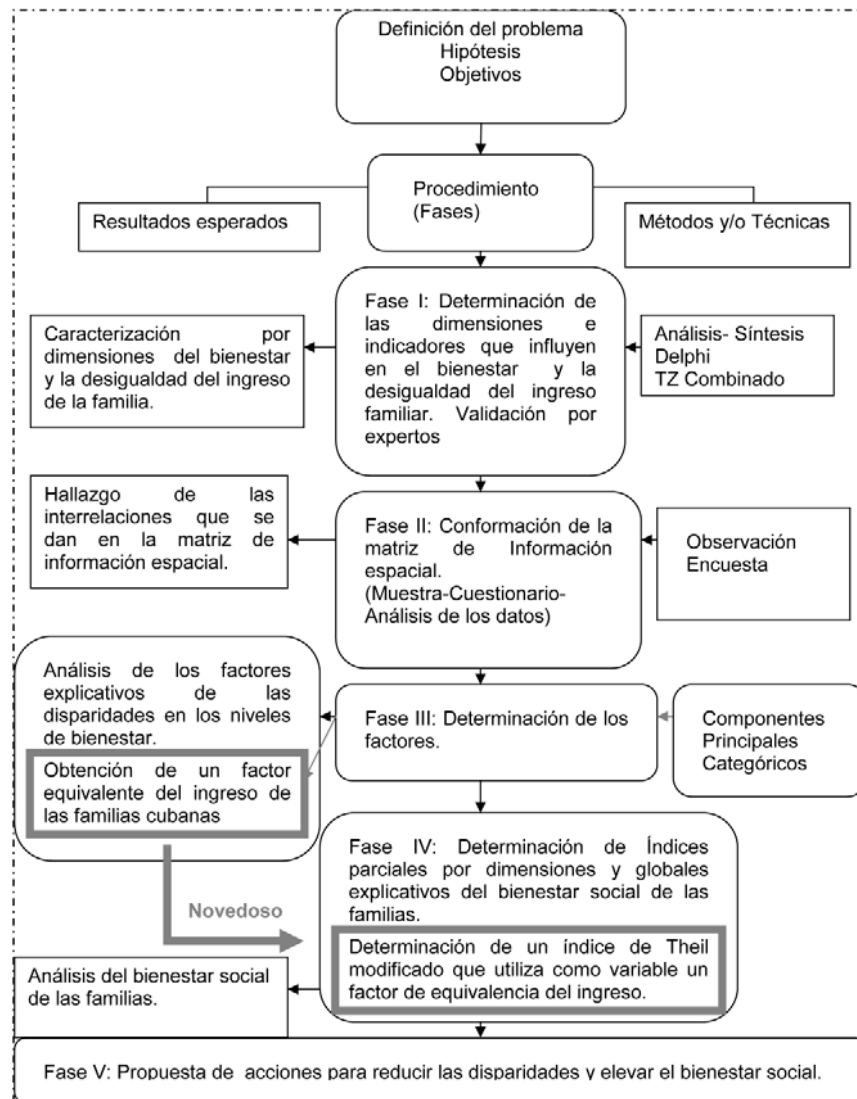 Definición del problema
Hipótesis
Objetivos
Procedimiento
(Fases)
Resultados esperados
Métodos y/o Técnicas
Fase I: Determinación de
las dimensiones e
indicadores que influyen
en el bienestar y la
desigualdad del ingreso
familiar. Validación por
expertos
Caracterización por
dimensiones del bienestar
y la desigualdad del ingreso
de la familia.
Análisis- Síntesis
Delphi
TZ Combinado
Hallazgo de las
interrelaciones que se
dan en la matriz de
información espacial.
Fase II: Conformación de la
matriz de Información
espacial.
(Muestra-Cuestionario-
Análisis de los datos)
Observación
Encuesta
Análisis de los factores
explicativos de las
disparidades en los niveles
de bienestar.
Obtención de un factor
equivalente del ingreso de
las familias cubanas
Fase III: Determinación de los
factores.
Componentes
Principales
Categóricos
Fase IV: Determinación de Índices
parciales por dimensiones y globales
explicativos del bienestar social de las
familias.
Determinación de un índice de Theil
modificado que utiliza como variable un
factor de equivalencia del ingreso.
Novedoso
Análisis del bienestar social
de las familias.
Fase V: Propuesta de acciones para reducir las disparidades y elevar el bienestar social.